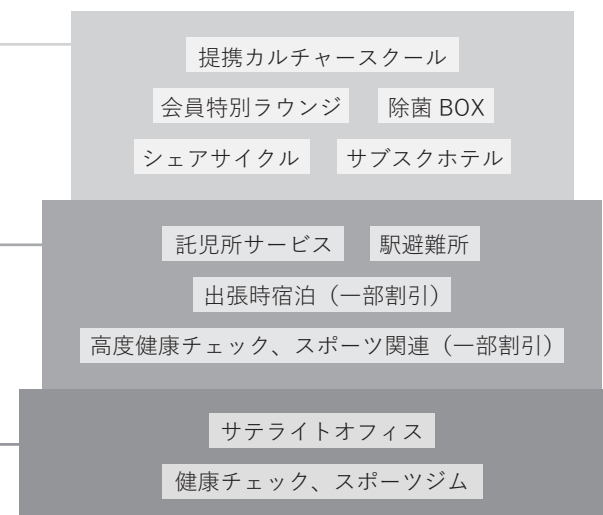 提携カルチャースクール
会員特別ラウンジ 除菌 BOX
シェアサイクル サブスクホテル
託児所サービス 駅避難所
出張時宿泊（一部割引）
高度健康チェック、スポーツ関連（一部割引）
サテライトオフィス
健康チェック、スポーツジム